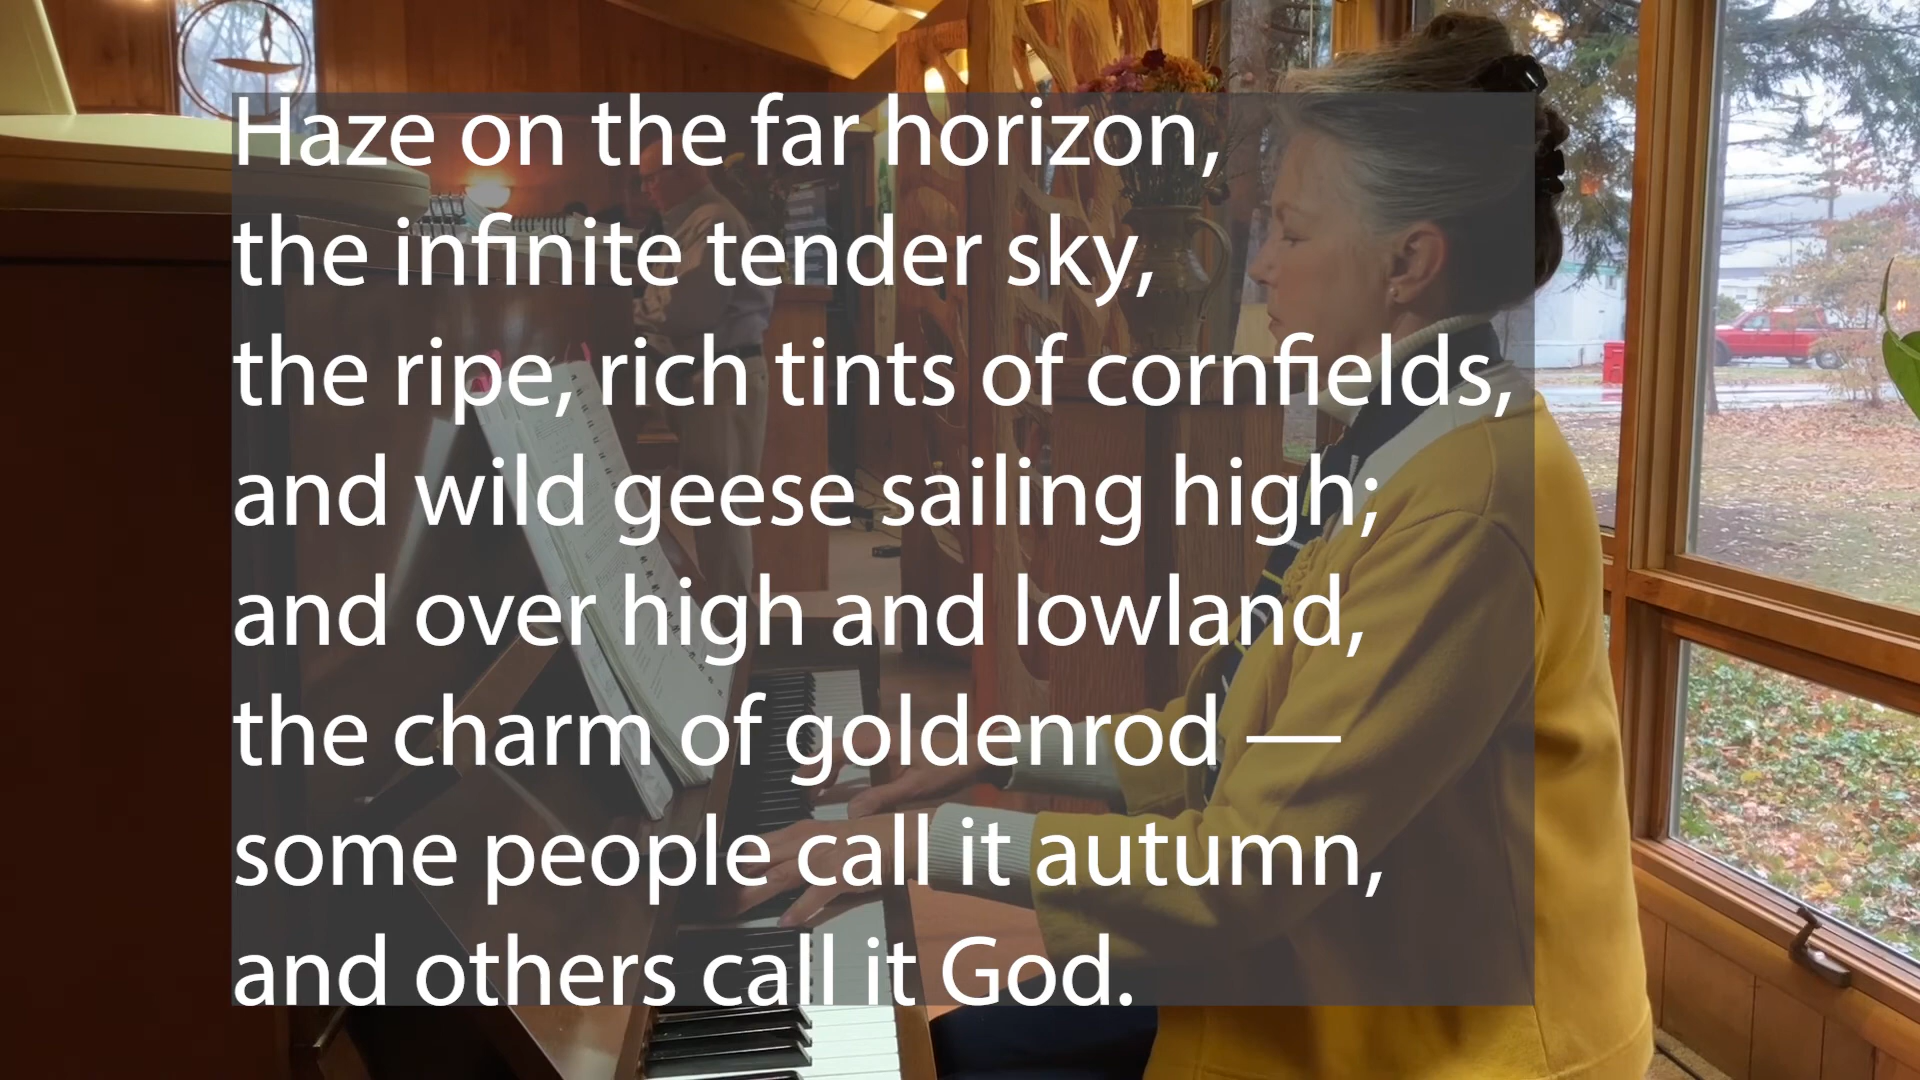 Haze on the far horizon,
the infinite tender sky,
the ripe, rich tints of cornfields,
and wild geese sailing high;
and over high and lowland,
the charm of goldenrod —
some people call it autumn,
and others call it God.